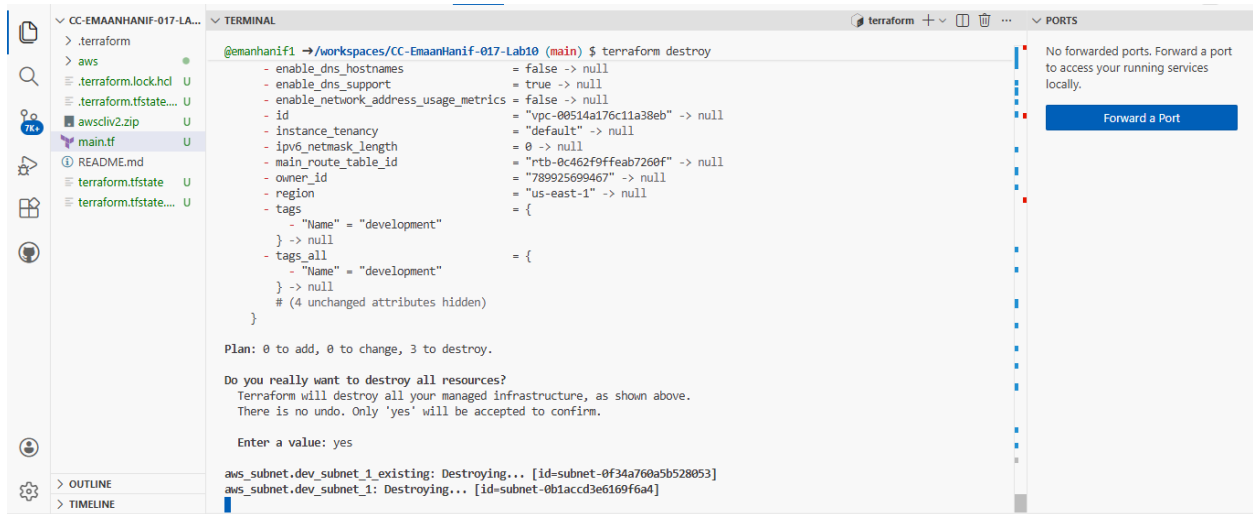 CC-EMAANHANIF-017-LA...
.terraform
aws
.terraform.lock.hcl U
.terraform.tfstate.... U
awscliv2.zip U
main.tf U
README.md
terraform.tfstate U
terraform.tfstate.... U
OUTLINE
TIMELINE
7K+
TERMINAL
terraform
@emanhanif1 →/workspaces/CC-EmaanHanif-017-Lab10 (main) $ terraform destroy
- enable_dns_hostnames = false -> null
- enable_dns_support = true -> null
- enable_network_address_usage_metrics = false -> null
- id = "vpc-00514a176c11a38eb" -> null
- instance_tenancy = "default" -> null
- ipv6_netmask_length = 0 -> null
- main_route_table_id = "rtb-0c462f9ffeab7260f" -> null
- owner_id = "789925699467" -> null
- region = "us-east-1" -> null
- tags = {
- "Name" = "development"
} -> null
- tags_all = {
- "Name" = "development"
} -> null
# (4 unchanged attributes hidden)
}
Plan: 0 to add, 0 to change, 3 to destroy.
Do you really want to destroy all resources?
Terraform will destroy all your managed infrastructure, as shown above.
There is no undo. Only 'yes' will be accepted to confirm.
Enter a value: yes
aws_subnet.dev_subnet_1_existing: Destroying... [id=subnet-0f34a760a5b528053]
aws_subnet.dev_subnet_1: Destroying... [id=subnet-0b1accd3e6169f6a4]
PORTS
No forwarded ports. Forward a port
to access your running services
locally.
Forward a Port